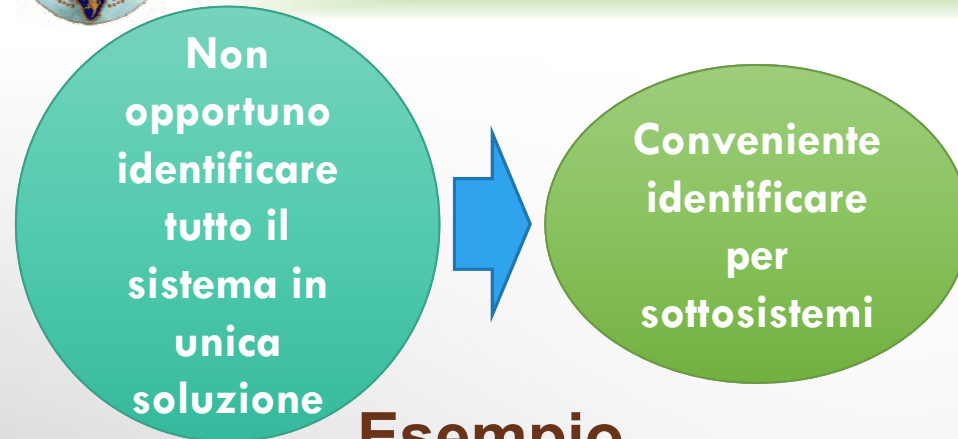 Non
opportuno
identificare
tutto il
sistema in
unica
soluzione
Conveniente
identificare
per
sottosistemi
Esempio